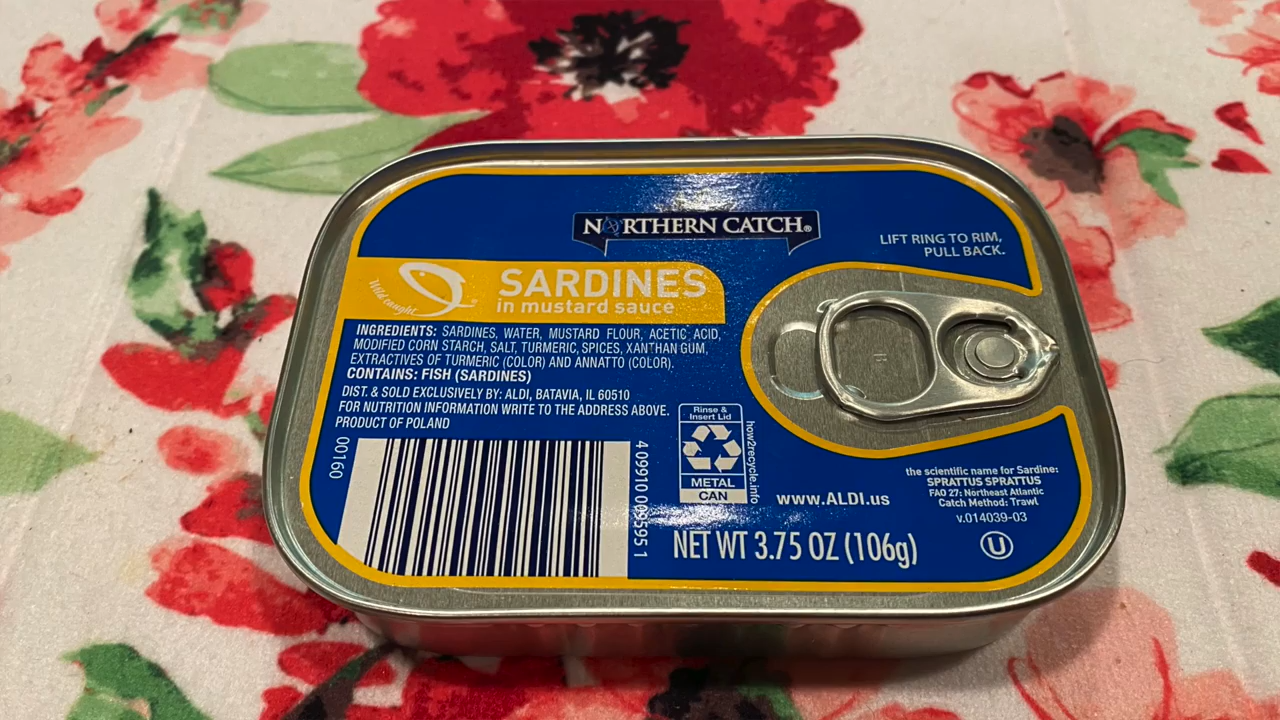 NORTHERN CATCH®
LIFT RING TO RIM,
PULL BACK.
Wild caught
SARDINES
in mustard sauce
INGREDIENTS: SARDINES, WATER, MUSTARD FLOUR, ACETIC ACID,
MODIFIED CORN STARCH, SALT, TURMERIC, SPICES, XANTHAN GUM,
EXTRACTIVES OF TURMERIC (COLOR) AND ANNATTO (COLOR).
CONTAINS: FISH (SARDINES)
DIST. & SOLD EXCLUSIVELY BY: ALDI, BATAVIA, IL 60510
FOR NUTRITION INFORMATION WRITE TO THE ADDRESS ABOVE.
PRODUCT OF POLAND
00160
4 09910 009595 1
Rinse &
Insert Lid
METAL
CAN
how2recycle.info
www.ALDI.us
NET WT 3.75 OZ (106g)
the scientific name for Sardine:
SPRATTUS SPRATTUS
FAO 27: Northeast Atlantic
Catch Method: Trawl
v.014039-03
U